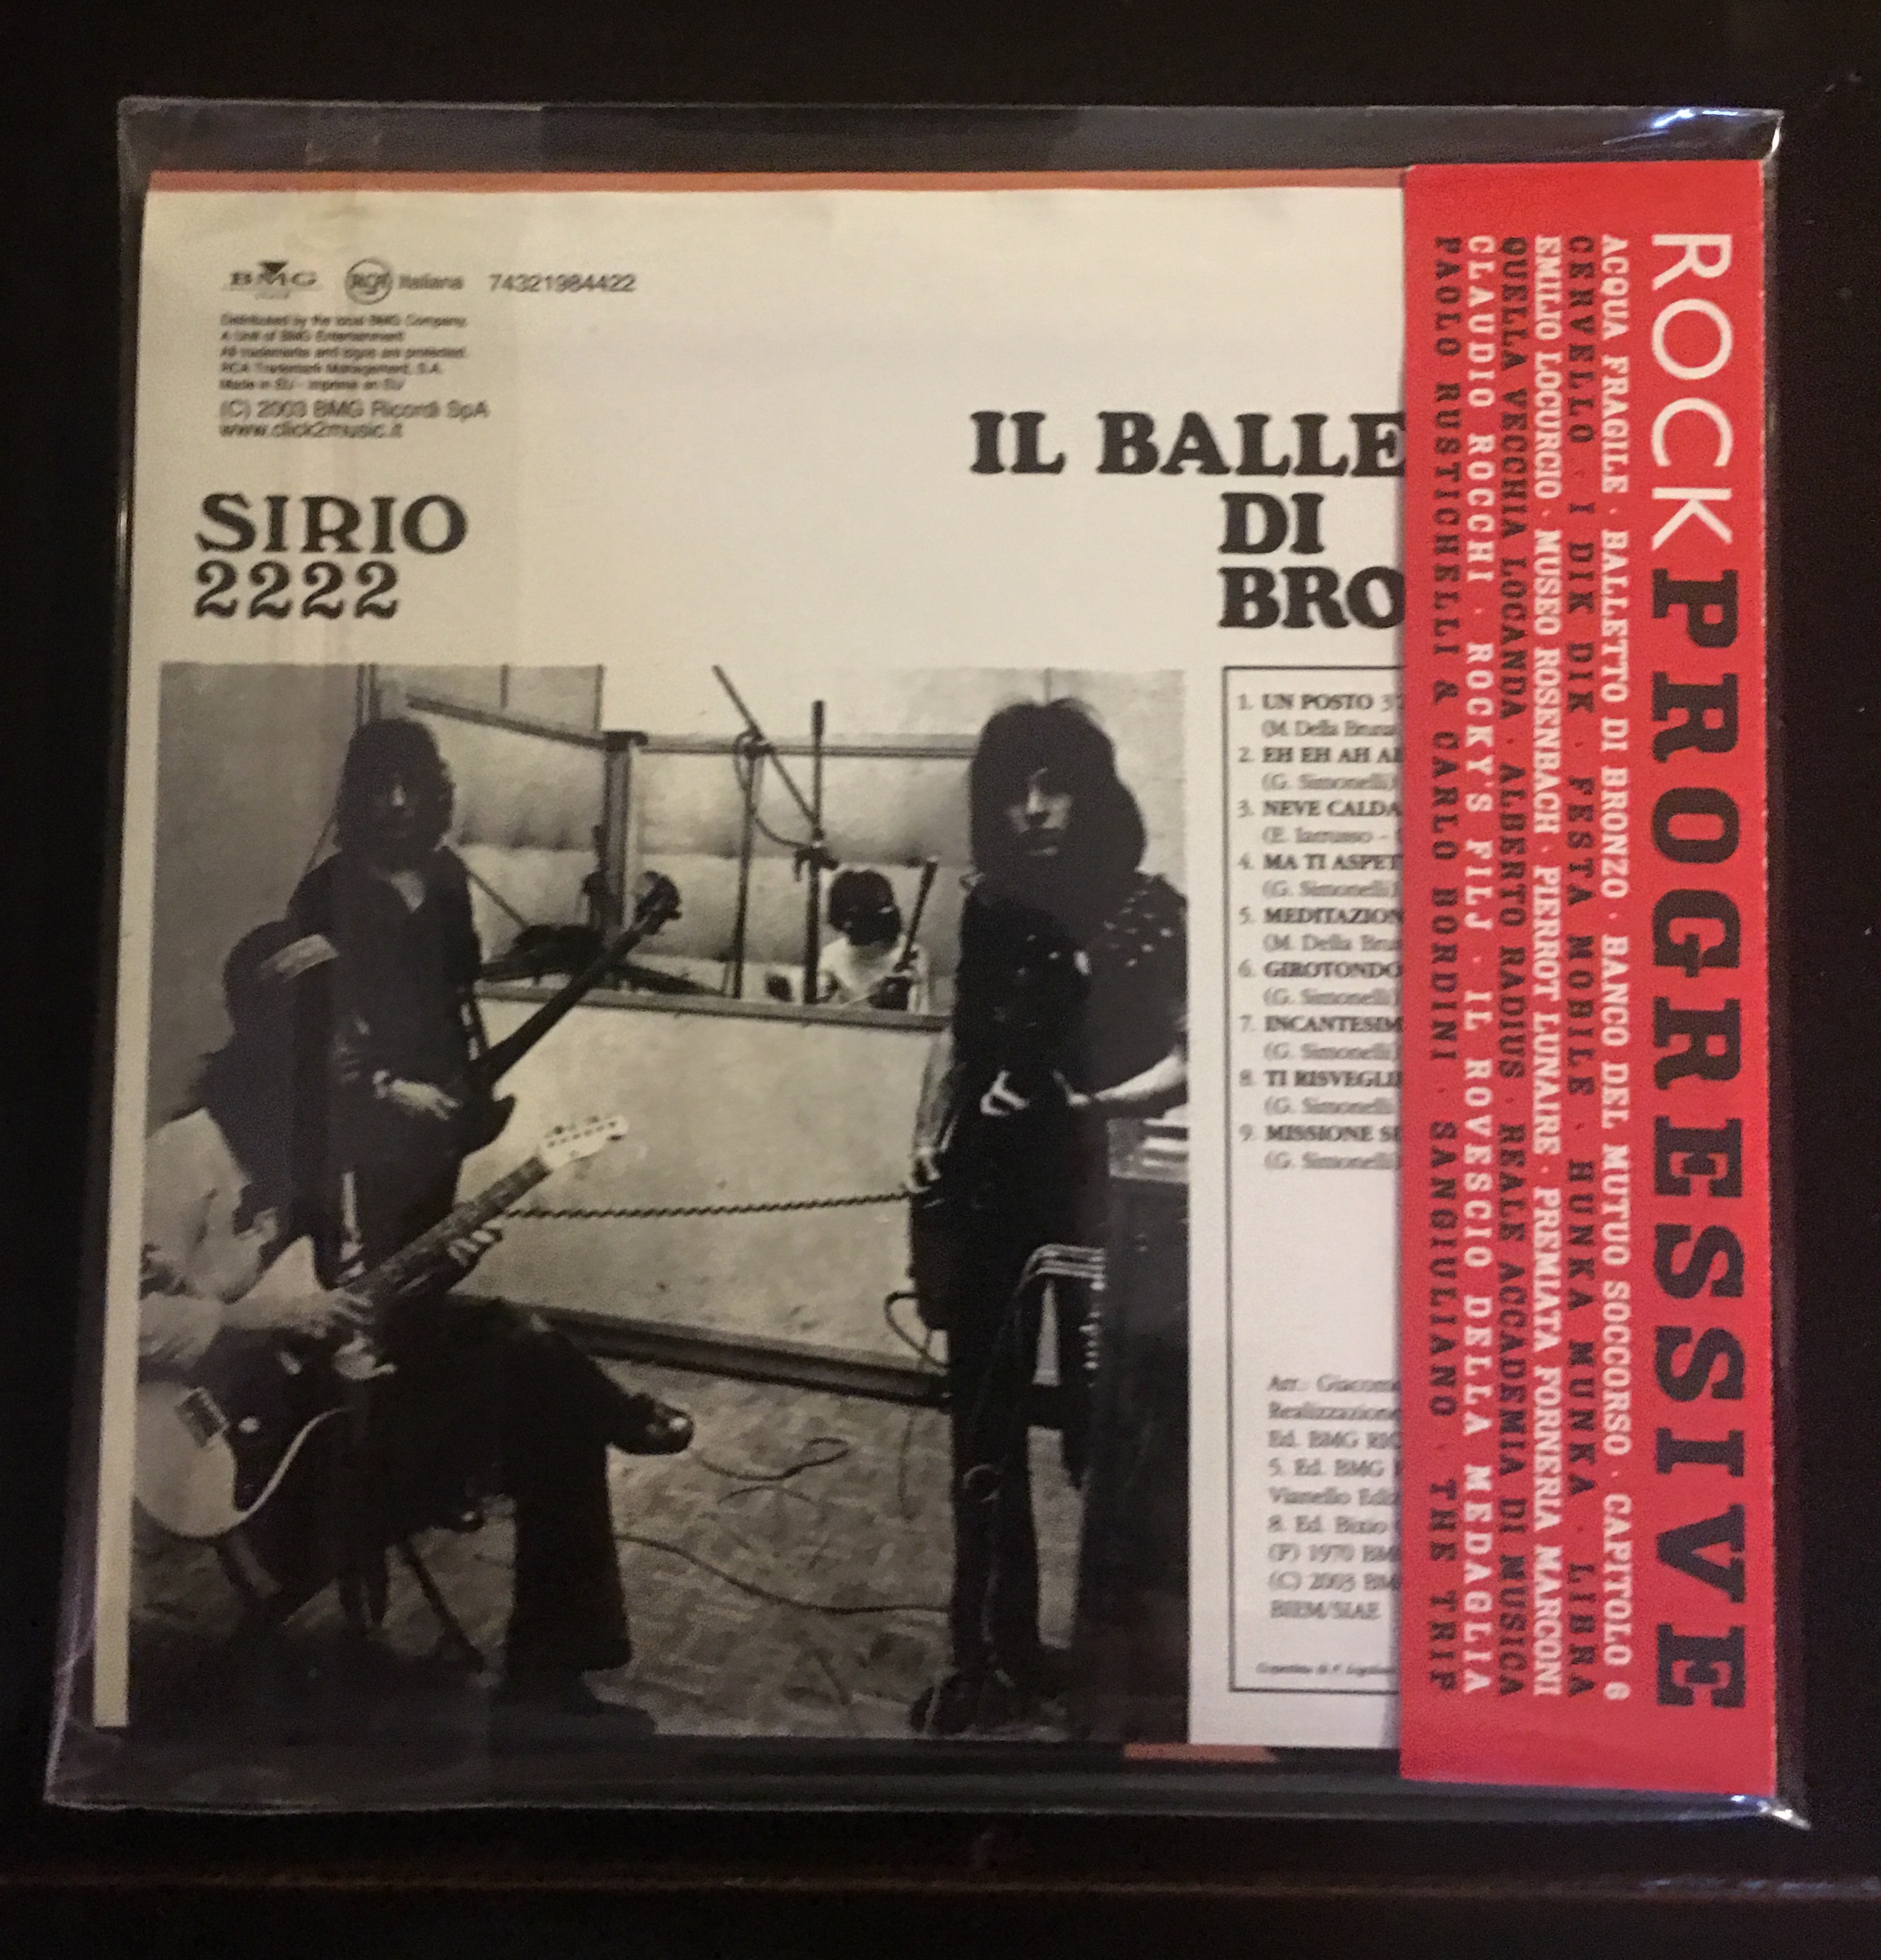 BMG
RCA Italiana 74321984422
Distributed by the local BMG Company.
A Unit of BMG Entertainment
All trademarks and logos are protected.
RCA Trademark Management, S.A.
Made in EU - Imprimé en EU
(C) 2003 BMG Ricordi SpA
www.click2music.it
SIRIO
2222
IL BALLE
DI
BRO
1. UN POSTO
(M. Della Bruna
2. EH EH AH AH
(G. Simonelli
3. NEVE CALDA
(E. Iarrusso -
4. MA TI ASPET
(G. Simonelli
5. MEDITAZION
(M. Della Bru
6. GIROTONDO
(G. Simonelli
7. INCANTESIM
(G. Simonelli
8. TI RISVEGLI
(G. Simonelli
9. MISSIONE SI
(G. Simonelli
Arr.: Giacomo
Realizzazione
Ed. BMG RIC
5. Ed. BMG
Vianello Ediz
8. Ed. Bixio
(P) 1970 BM
(C) 2003 BM
BIEM/SIAE
ROCK PROGRESSIVE
ACQUA FRAGILE · BALLETTO DI BRONZO · BANCO DEL MUTUO SOCCORSO · CAPITOLO 6
CERVELLO · I DIK DIK · FESTA MOBILE · HUNKA MUNKA · LIBRA
EMILIO LOCURCIO · MUSEO ROSENBACH · PIERROT LUNAIRE · PREMIATA FORNERIA MARCONI
QUELLA VECCHIA LOCANDA · ALBERTO RADIUS · REALE ACCADEMIA DI MUSICA
CLAUDIO ROCCHI · ROCKY'S FILJ · IL ROVESCIO DELLA MEDAGLIA
PAOLO RUSTICHELLI & CARLO BORDINI · SANGIULIANO · THE TRIP